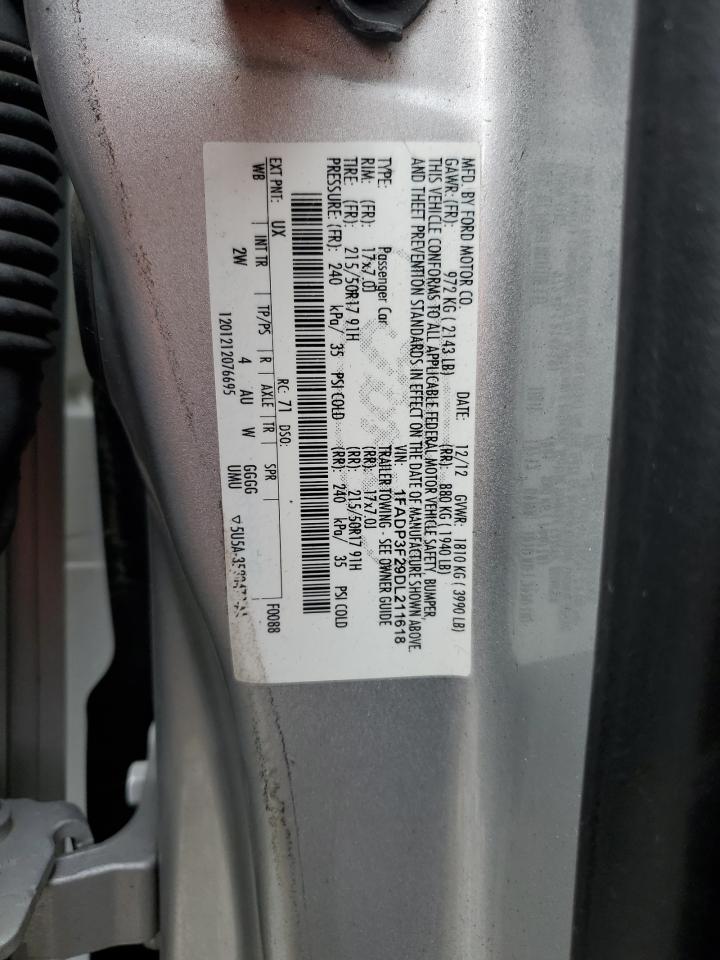 MFD. BY FORD MOTOR CO. DATE: 12/12 GVWR: 1810 KG ( 3990 LB)
GAWR: (FR): 972 KG ( 2143 LB) (RR): 880 KG ( 1940 LB)
THIS VEHICLE CONFORMS TO ALL APPLICABLE FEDERAL MOTOR VEHICLE SAFETY, BUMPER,
AND THEFT PREVENTION STANDARDS IN EFFECT ON THE DATE OF MANUFACTURE SHOWN ABOVE.
VIN: 1FADP3F29DL211618
TYPE: Passenger Car TRAILER TOWING - SEE OWNER GUIDE
RIM: (FR): 17x7.0J (RR): 17x7.0J
TIRE: (FR): 215/50R17 91H (RR): 215/50R17 91H
PRESSURE: (FR): 240 kPa/ 35 PSI COLD (RR): 240 kPa/ 35 PSI COLD
EXT PNT: UX RC: 71 DSO: F0088
WB INT TR TP/PS R AXLE TR SPR
2W 4 AU W GGGG
UMU
1201212076695